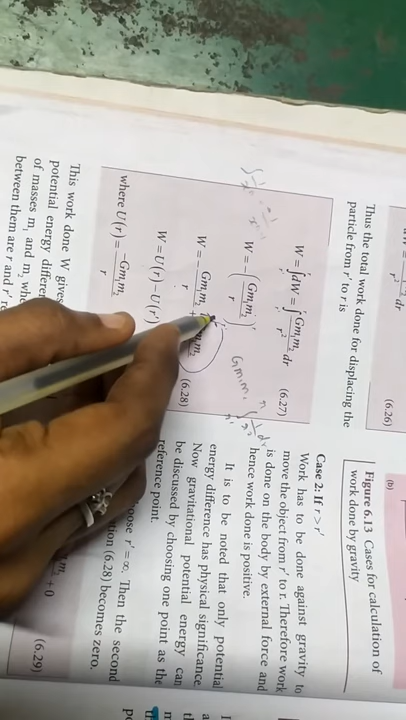 dr
r²
(6.26)
Thus the total work done for displacing the
particle from r′ to r is
W = ∫dW = ∫ Gm₁m₂/r² dr (6.27)
W = −(Gm₁m₂/r)
W = − Gm₁m₂/r +
(6.28)
W = U(r) − U(r′)
where U(r) = −Gm₁m₂/r
This work done W gives
potential energy differen
of masses m₁ and m₂ whe
between them are r and r′
Gm₁m₂
(b)
Figure 6.13 Cases for calculation of
work done by gravity
Case 2: If r > r′
Work has to be done against gravity to
move the object from r′ to r. Therefore work
is done on the body by external force and
hence work done is positive.
It is to be noted that only potential
energy difference has physical significance.
Now gravitational potential energy can
be discussed by choosing one point as the
reference point.
oose r′ = ∞. Then the second
tion (6.28) becomes zero.
+ 0
(6.29)